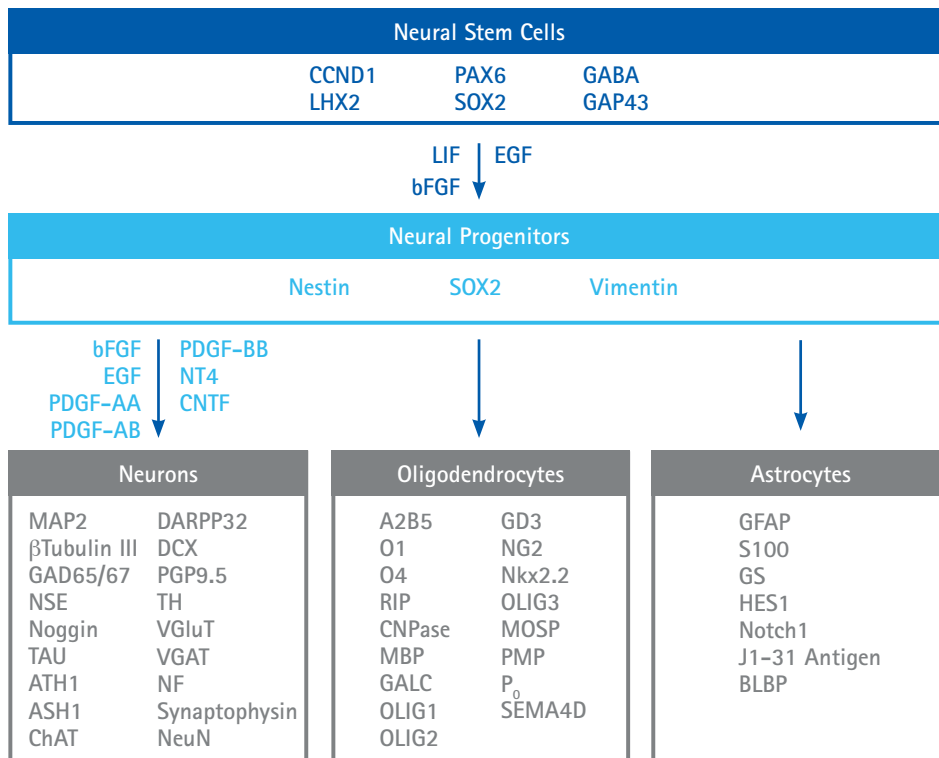 Neural Stem Cells
CCND1 PAX6 GABA
LHX2 SOX2 GAP43
LIF EGF
bFGF
Neural Progenitors
Nestin SOX2 Vimentin
bFGF PDGF-BB
EGF NT4
PDGF-AA CNTF
PDGF-AB
Neurons
MAP2 DARPP32
βTubulin III DCX
GAD65/67 PGP9.5
NSE TH
Noggin VGluT
TAU VGAT
ATH1 NF
ASH1 Synaptophysin
ChAT NeuN
Oligodendrocytes
A2B5 GD3
O1 NG2
O4 Nkx2.2
RIP OLIG3
CNPase MOSP
MBP PMP
GALC P₀
OLIG1 SEMA4D
OLIG2
Astrocytes
GFAP
S100
GS
HES1
Notch1
J1-31 Antigen
BLBP